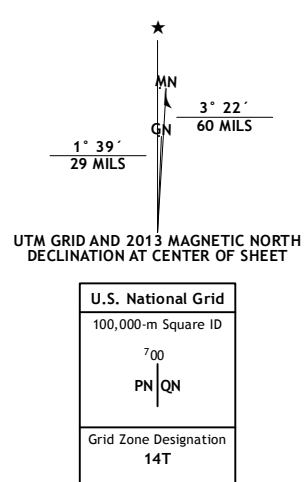 ★
MN
GN
3° 22´
60 MILS
1° 39´
29 MILS
UTM GRID AND 2013 MAGNETIC NORTH
DECLINATION AT CENTER OF SHEET
U.S. National Grid
100,000-m Square ID
⁷00
PN QN
Grid Zone Designation
14T